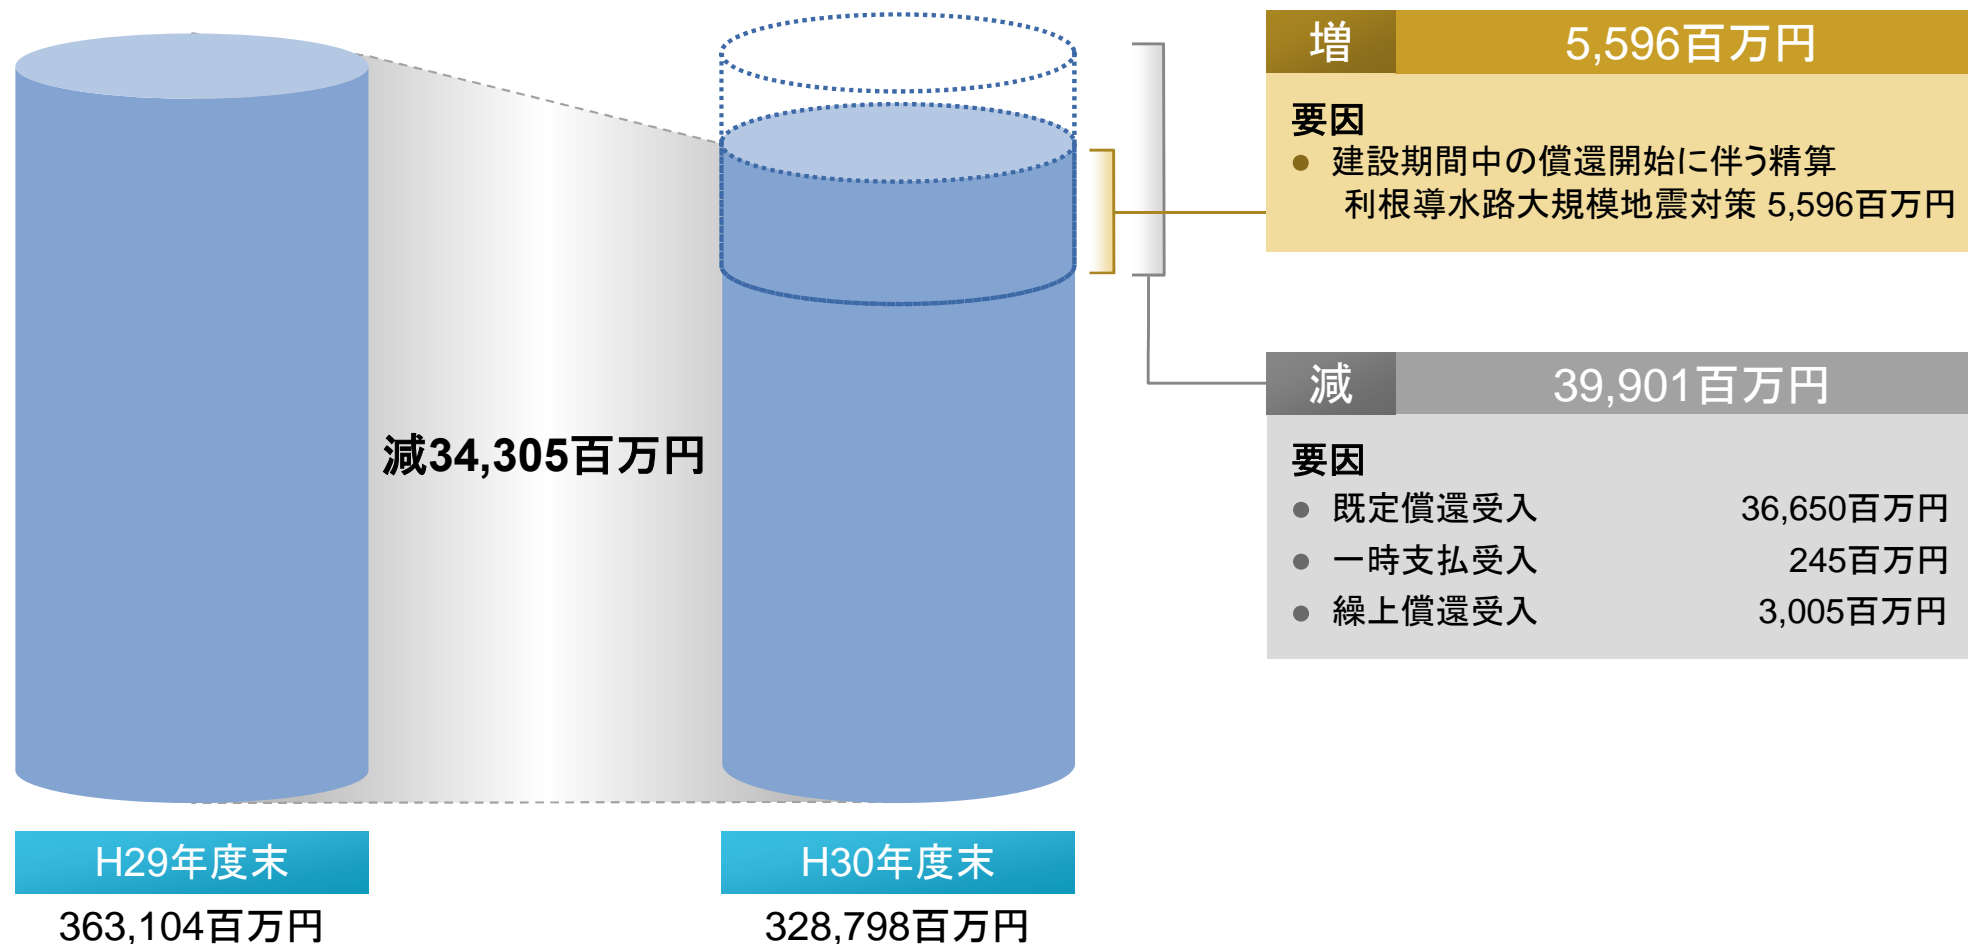 増 5,596百万円
要因
● 建設期間中の償還開始に伴う精算
利根導水路大規模地震対策 5,596百万円
減 39,901百万円
要因
● 既定償還受入 36,650百万円
● 一時支払受入 245百万円
● 繰上償還受入 3,005百万円
減34,305百万円
H29年度末
363,104百万円
H30年度末
328,798百万円